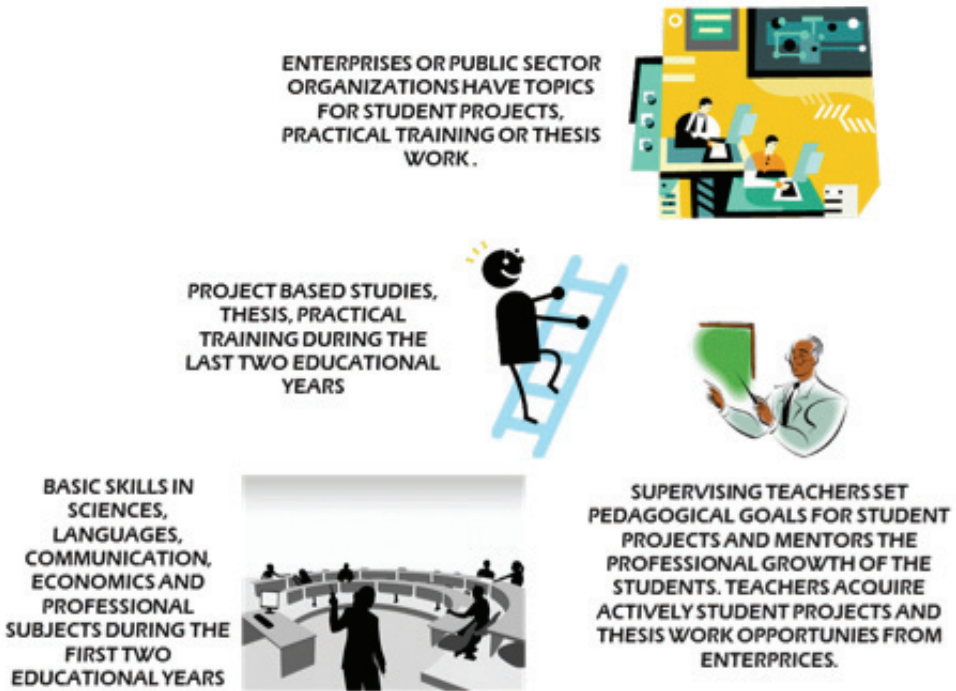 ENTERPRISES OR PUBLIC SECTOR
ORGANIZATIONS HAVE TOPICS
FOR STUDENT PROJECTS,
PRACTICAL TRAINING OR THESIS
WORK .
PROJECT BASED STUDIES,
THESIS, PRACTICAL
TRAINING DURING THE
LAST TWO EDUCATIONAL
YEARS
BASIC SKILLS IN
SCIENCES,
LANGUAGES,
COMMUNICATION,
ECONOMICS AND
PROFESSIONAL
SUBJECTS DURING THE
FIRST TWO
EDUCATIONAL YEARS
SUPERVISING TEACHERS SET
PEDAGOGICAL GOALS FOR STUDENT
PROJECTS AND MENTORS THE
PROFESSIONAL GROWTH OF THE
STUDENTS. TEACHERS ACQUIRE
ACTIVELY STUDENT PROJECTS AND
THESIS WORK OPPORTUNIES FROM
ENTERPRICES.